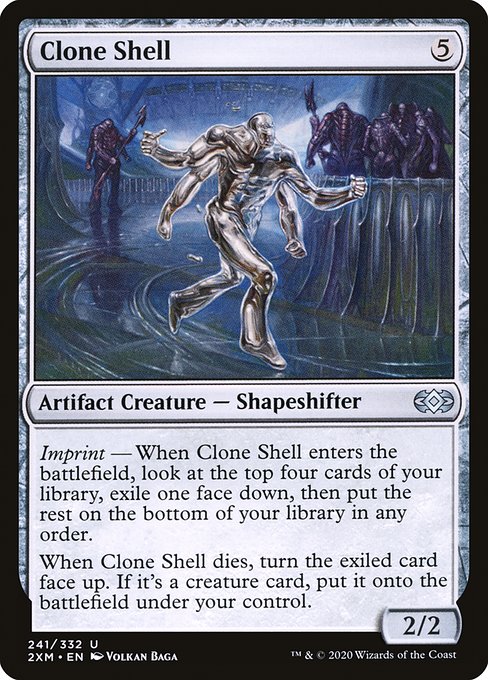 Clone Shell 5
Artifact Creature — Shapeshifter
Imprint — When Clone Shell enters the
battlefield, look at the top four cards of your
library, exile one face down, then put the
rest on the bottom of your library in any
order.
When Clone Shell dies, turn the exiled card
face up. If it's a creature card, put it onto the
battlefield under your control.
2/2
241/332 U
2XM • EN Volkan Baga
™ & © 2020 Wizards of the Coast